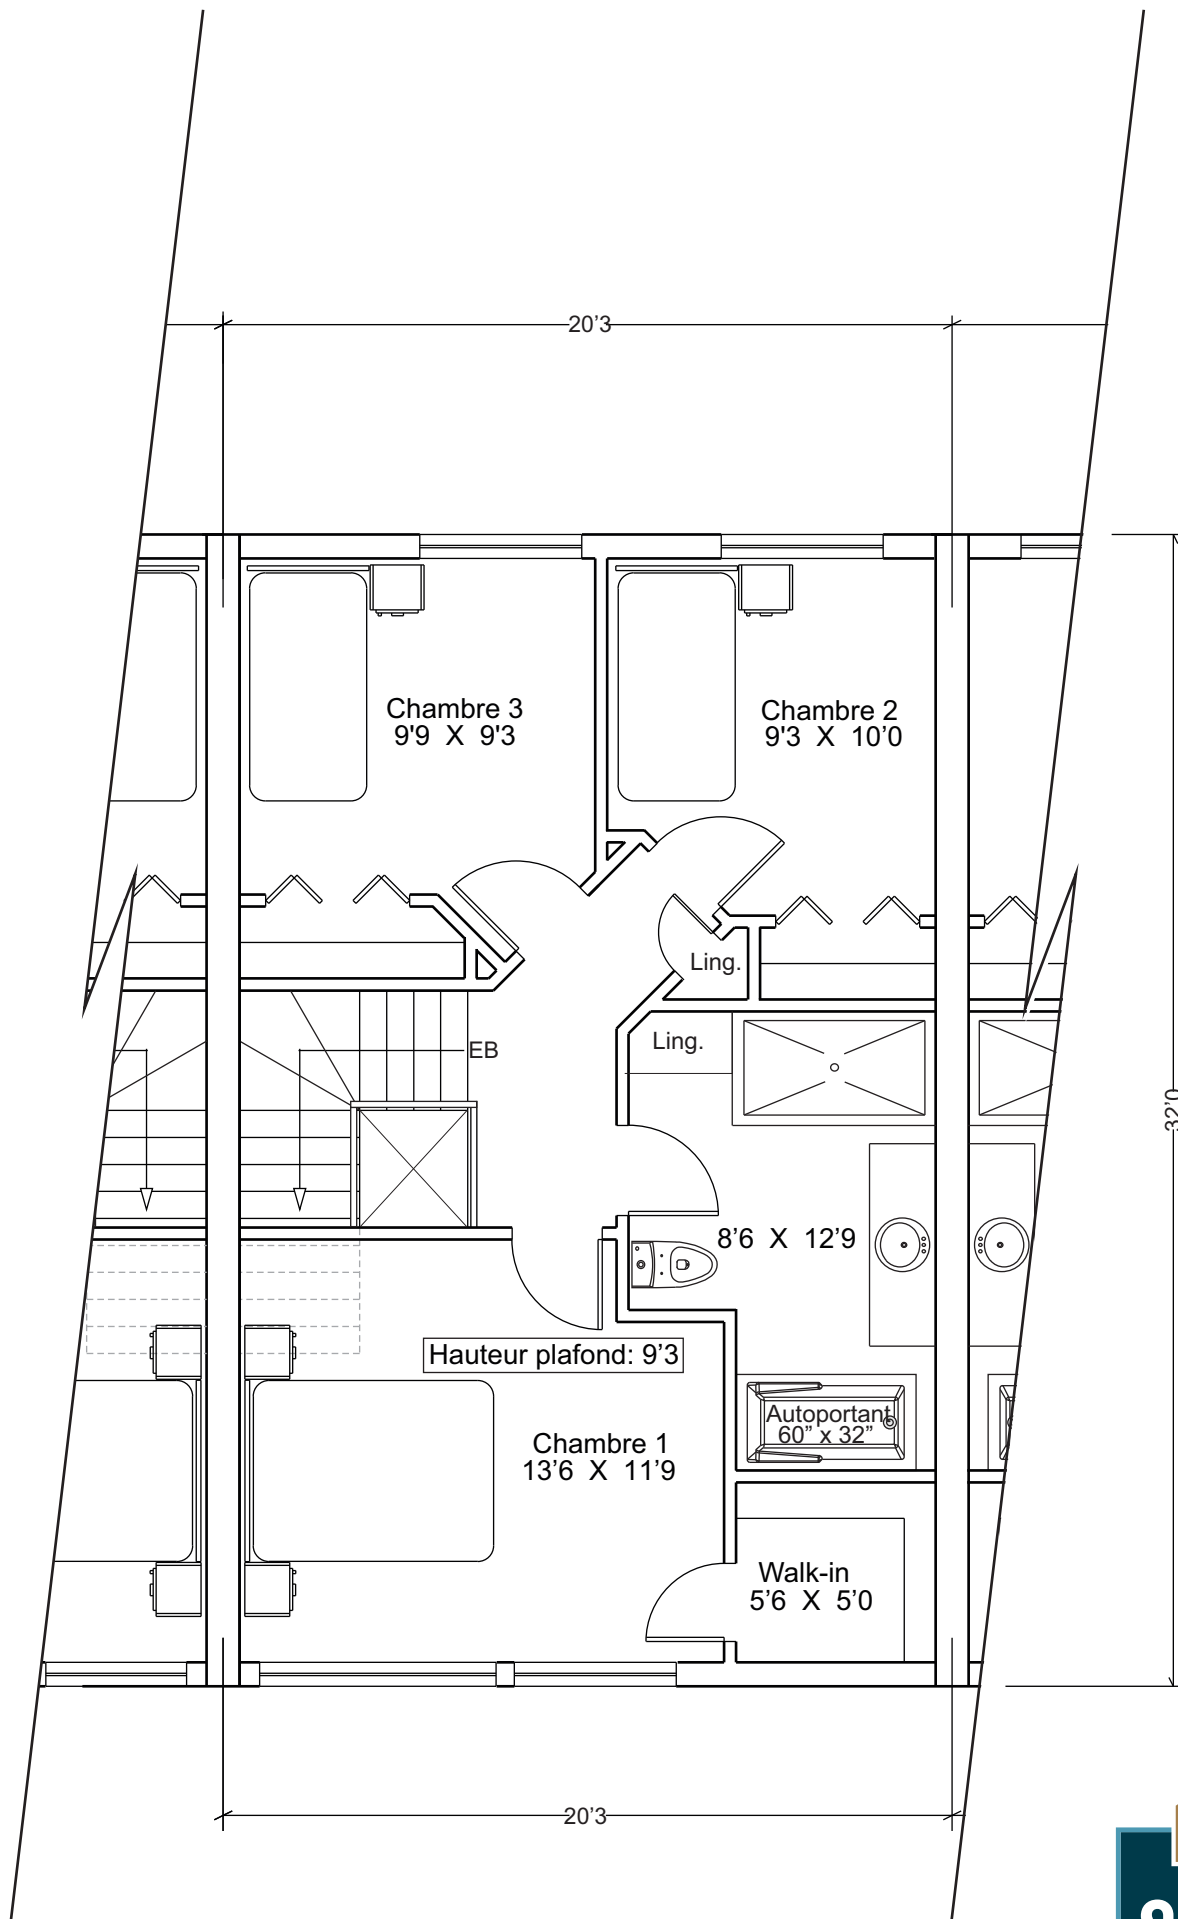 20'3
Chambre 3
9'9 X 9'3
Chambre 2
9'3 X 10'0
Ling.
Ling.
EB
32'0
8'6 X 12'9
Hauteur plafond: 9'3
Autoportant
60" x 32"
Chambre 1
13'6 X 11'9
Walk-in
5'6 X 5'0
20'3